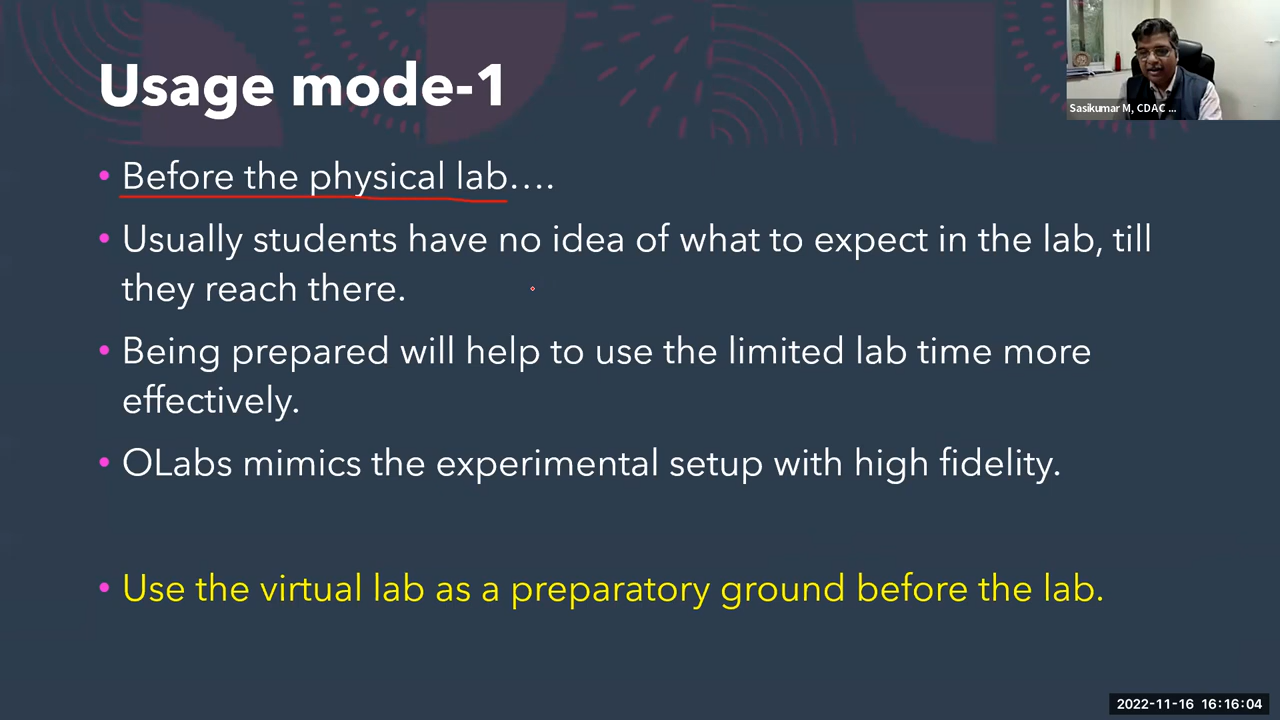 Usage mode-1
Sasikumar M, CDAC ...
• Before the physical lab....
• Usually students have no idea of what to expect in the lab, till
they reach there.
• Being prepared will help to use the limited lab time more
effectively.
• OLabs mimics the experimental setup with high fidelity.
• Use the virtual lab as a preparatory ground before the lab.
2022-11-16 16:16:04